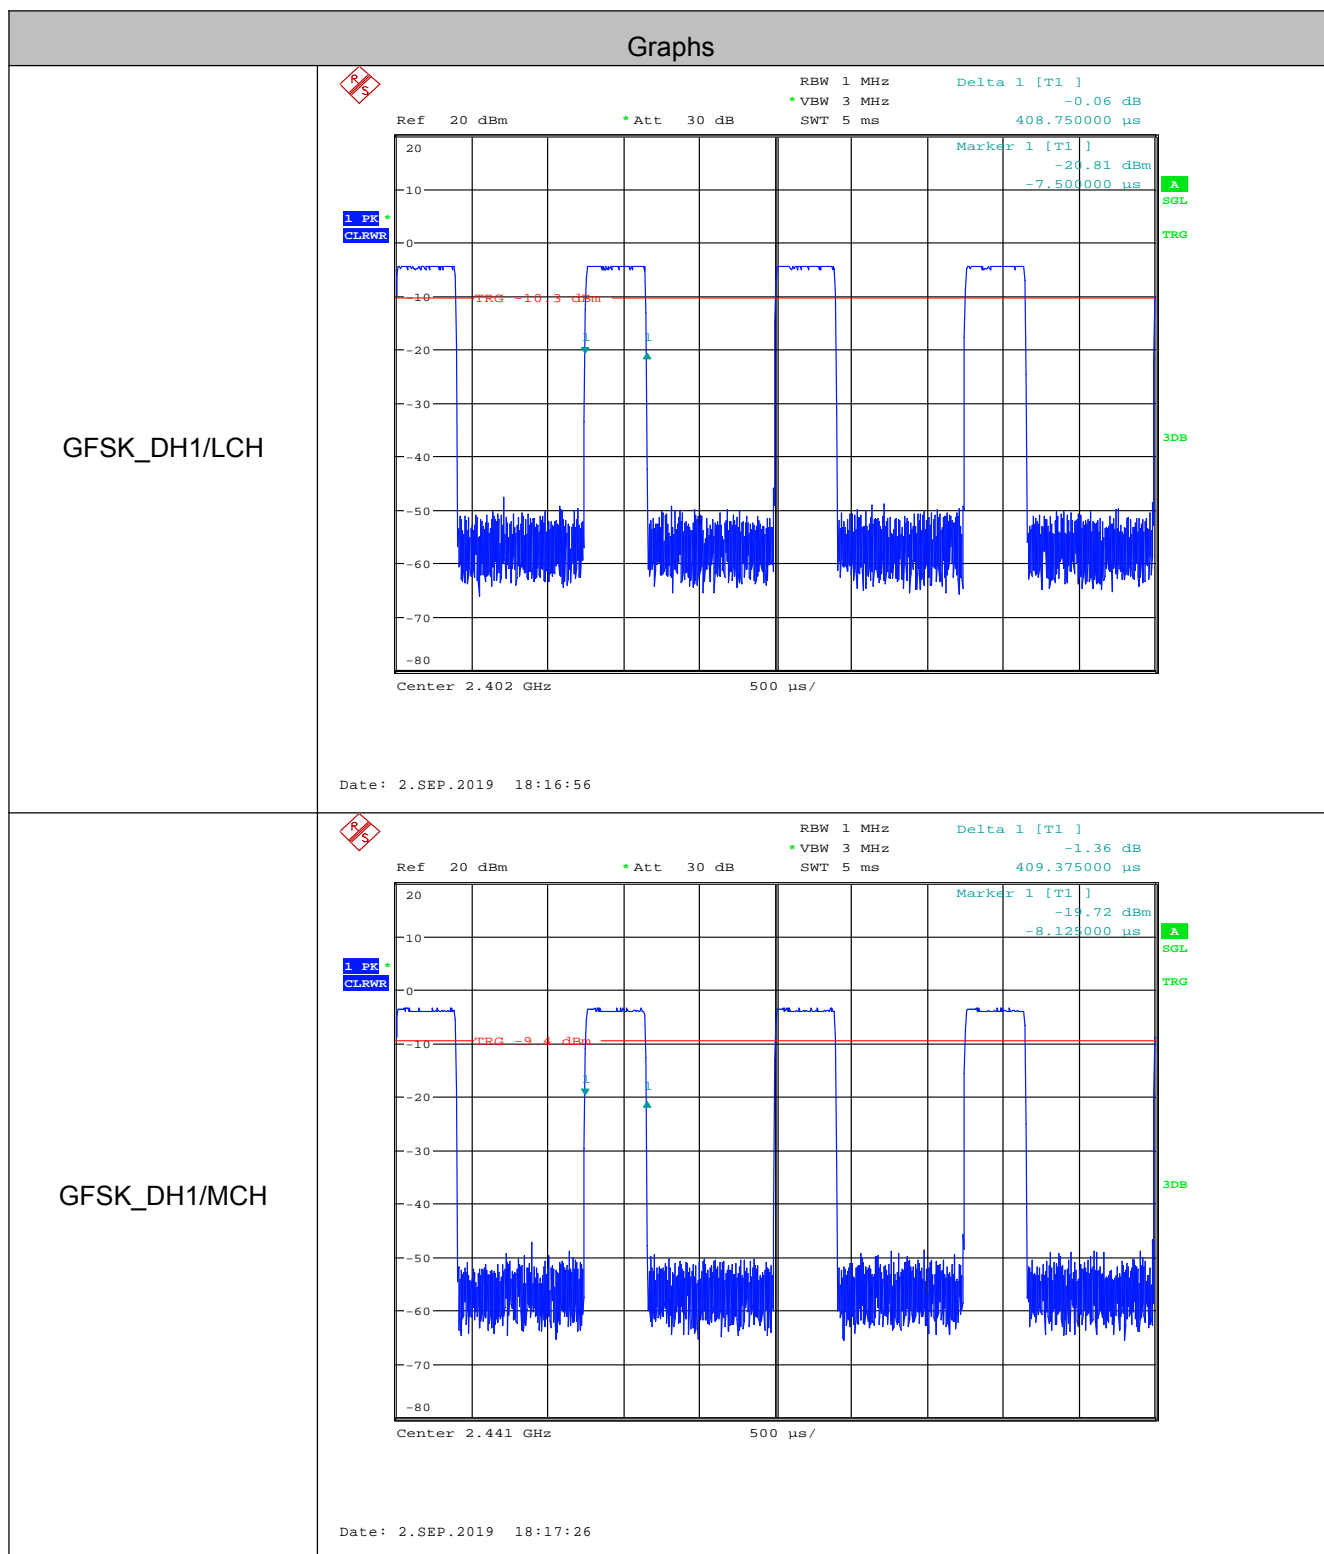 Graphs
GFSK_DH1/LCH
R S
RBW 1 MHz
Delta 1 [T1 ]
*VBW 3 MHz
-0.06 dB
Ref 20 dBm
*Att 30 dB
SWT 5 ms
408.750000 µs
20
Marker 1 [T1 ]
-20.81 dBm
-7.500000 µs
A
SGL
10
1 PK *
CLRWR
TRG
0
-10
TRG -10.3 dBm
1
1
-20
-30
3DB
-40
-50
-60
-70
-80
Center 2.402 GHz
500 µs/
Date: 2.SEP.2019 18:16:56
GFSK_DH1/MCH
R S
RBW 1 MHz
Delta 1 [T1 ]
*VBW 3 MHz
-1.36 dB
Ref 20 dBm
*Att 30 dB
SWT 5 ms
409.375000 µs
20
Marker 1 [T1 ]
-19.72 dBm
-8.125000 µs
A
SGL
10
1 PK *
CLRWR
TRG
0
-10
TRG -9.4 dBm
1
1
-20
-30
3DB
-40
-50
-60
-70
-80
Center 2.441 GHz
500 µs/
Date: 2.SEP.2019 18:17:26